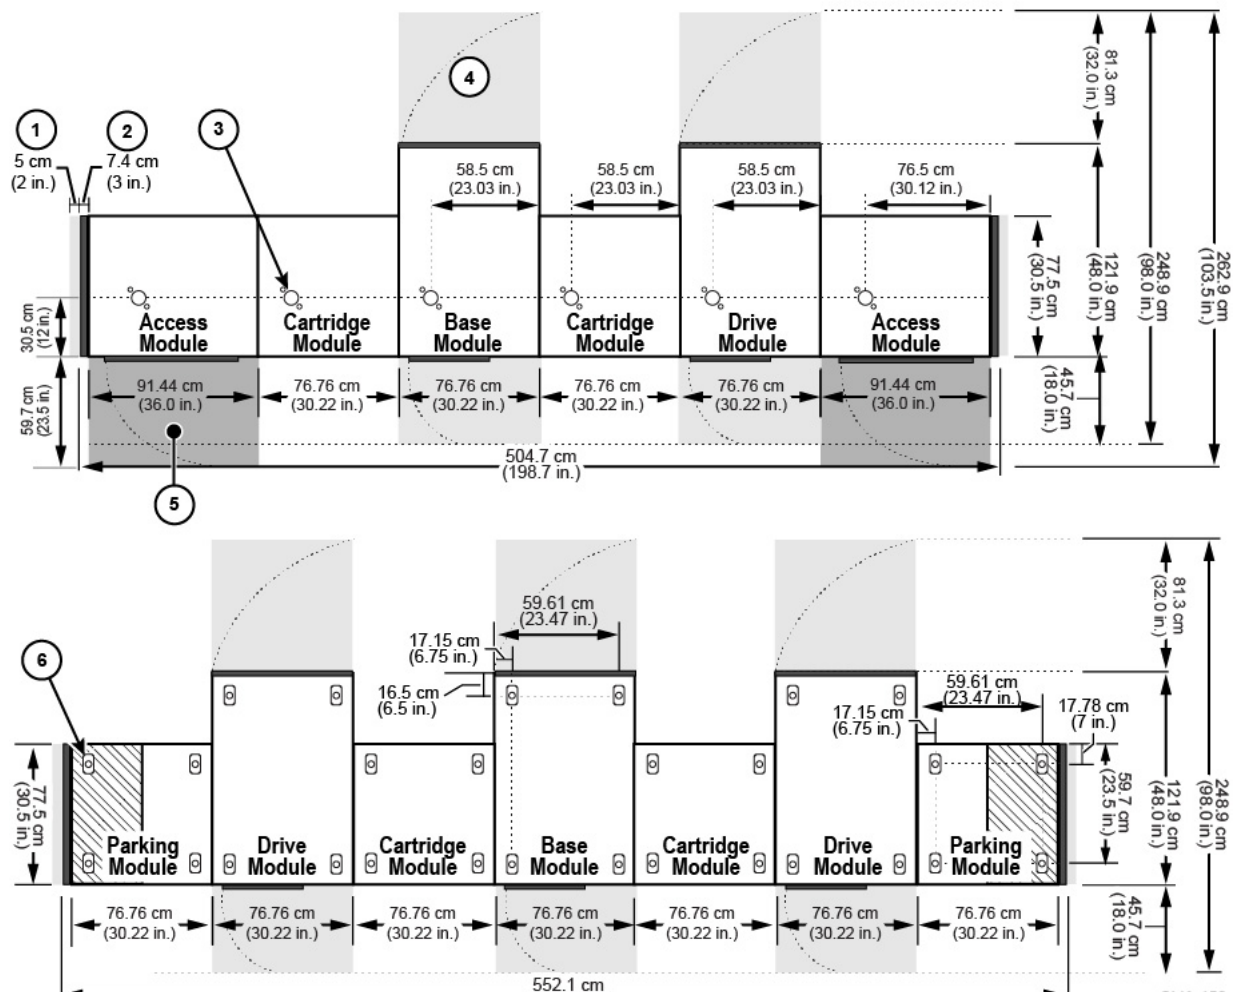 4
1
2
3
5 cm
(2 in.)
7.4 cm
(3 in.)
58.5 cm
(23.03 in.)
58.5 cm
(23.03 in.)
58.5 cm
(23.03 in.)
76.5 cm
(30.12 in.)
81.3 cm
(32.0 in.)
77.5 cm
(30.5 in.)
121.9 cm
(48.0 in.)
248.9 cm
(98.0 in.)
262.9 cm
(103.5 in.)
30.5 cm
(12 in.)
Access
Module
Cartridge
Module
Base
Module
Cartridge
Module
Drive
Module
Access
Module
59.7 cm
(23.5 in)
91.44 cm
(36.0 in.)
76.76 cm
(30.22 in.)
76.76 cm
(30.22 in.)
76.76 cm
(30.22 in.)
76.76 cm
(30.22 in.)
91.44 cm
(36.0 in.)
45.7 cm
(18.0 in.)
504.7 cm
(198.7 in.)
5
6
59.61 cm
(23.47 in.)
17.15 cm
(6.75 in.)
16.5 cm
(6.5 in.)
81.3 cm
(32.0 in.)
59.61 cm
(23.47 in.)
17.15 cm
(6.75 in.)
17.78 cm
(7 in.)
77.5 cm
(30.5 in.)
59.7 cm
(23.5 in.)
121.9 cm
(48.0 in.)
248.9 cm
(98.0 in.)
Parking
Module
Drive
Module
Cartridge
Module
Base
Module
Cartridge
Module
Drive
Module
Parking
Module
76.76 cm
(30.22 in.)
76.76 cm
(30.22 in.)
76.76 cm
(30.22 in.)
76.76 cm
(30.22 in.)
76.76 cm
(30.22 in.)
76.76 cm
(30.22 in.)
76.76 cm
(30.22 in.)
45.7 cm
(18.0 in.)
552.1 cm